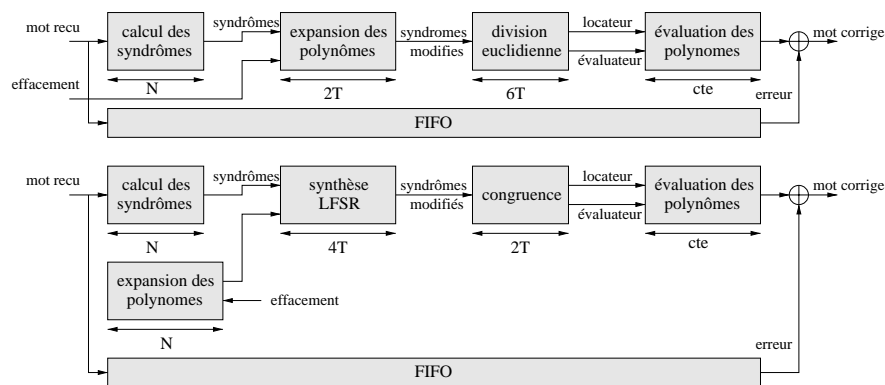 mot recu
calcul des
syndrômes
syndrômes
expansion des
polynômes
syndromes
modifies
division
euclidienne
locateur
évaluateur
évaluation des
polynomes
mot corrige
effacement
N
2T
6T
cte
erreur
FIFO
mot recu
calcul des
syndrômes
syndrômes
synthèse
LFSR
syndrômes
modifiés
congruence
locateur
évaluateur
évaluation des
polynômes
mot corrige
N
4T
2T
cte
expansion des
polynomes
effacement
N
erreur
FIFO